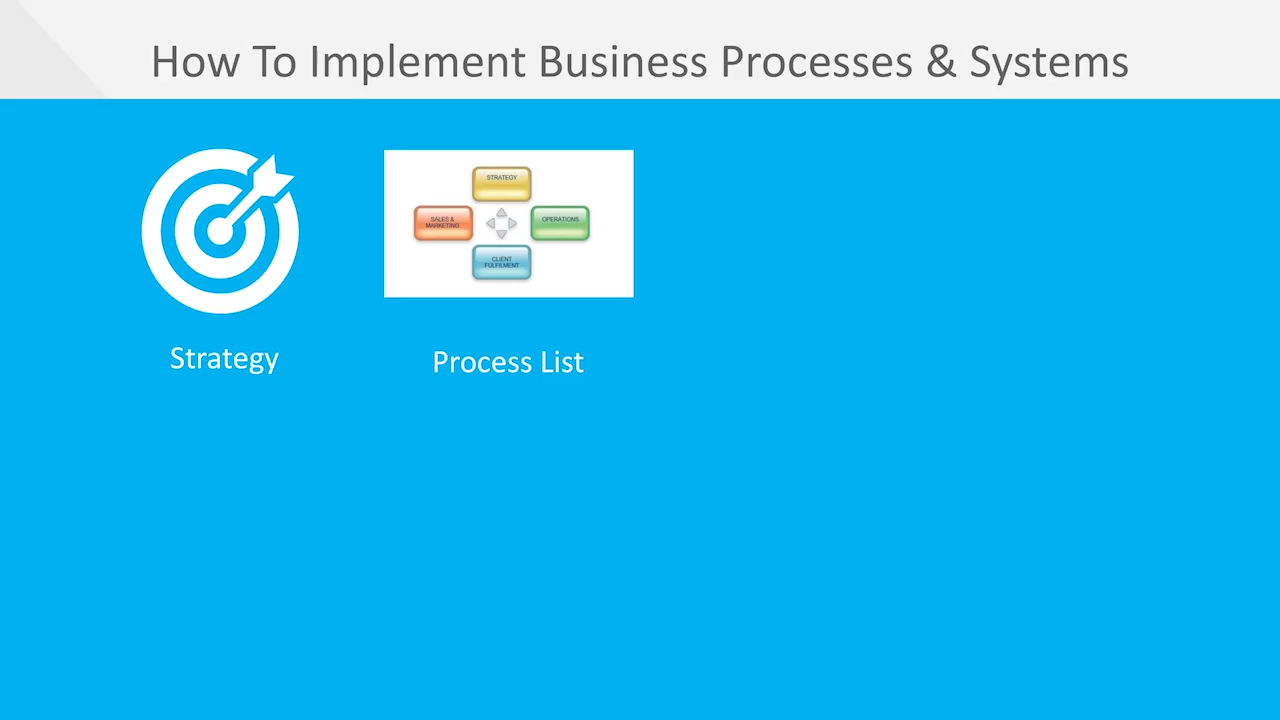 How To Implement Business Processes & Systems
STRATEGY
SALES &
MARKETING
OPERATIONS
CLIENT
FULFILMENT
Strategy
Process List